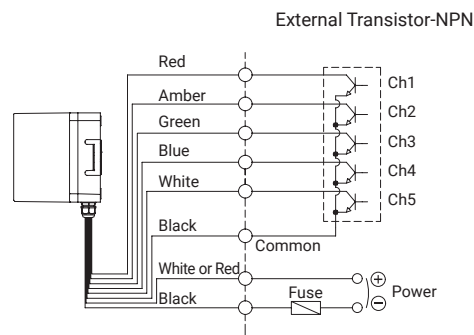 External Transistor-NPN
Red
Ch1
Amber
Ch2
Green
Ch3
Blue
Ch4
White
Ch5
Black
Common
White or Red
Fuse
Power
Black